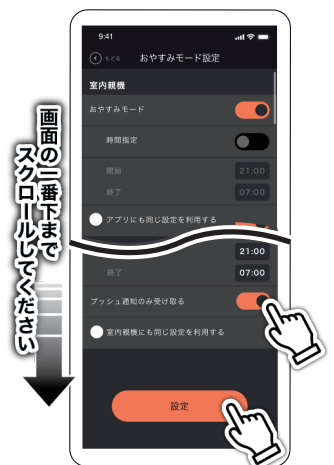 9:41
もどる おやすみモード設定
室内親機
おやすみモード
時間指定
開始 21:00
終了 07:00
アプリにも同じ設定を利用する
21:00
終了 07:00
プッシュ通知のみ受け取る
室内親機にも同じ設定を利用する
設定
画面の一番下まで
スクロールしてください